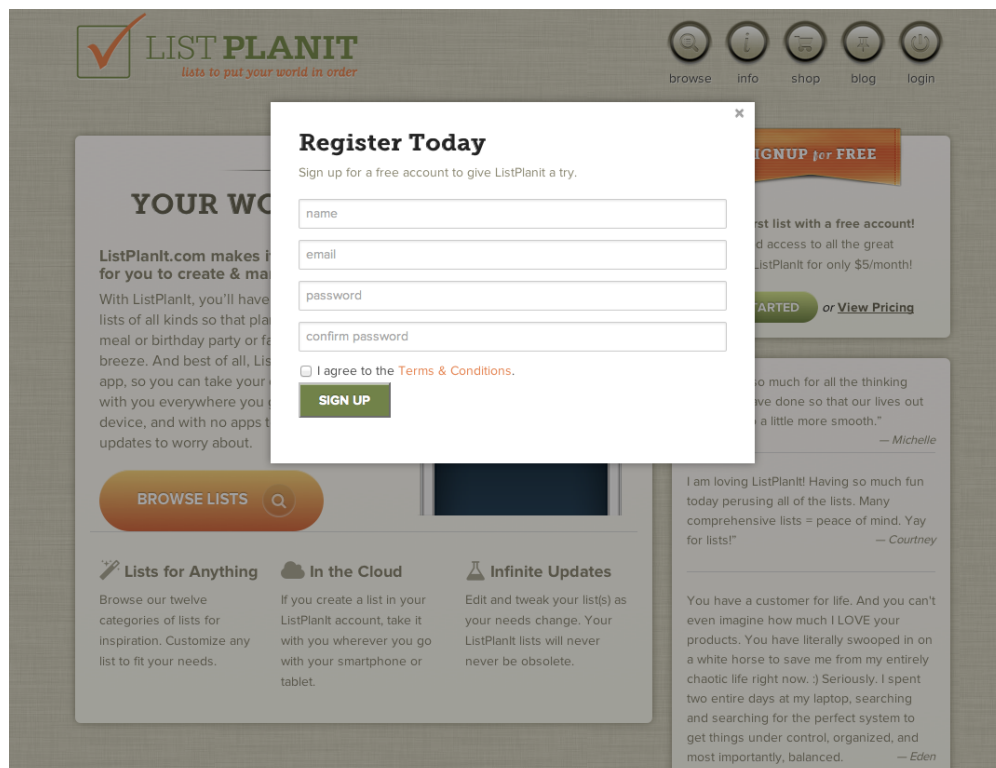 LIST PLANIT
lists to put your world in order
browse
info
shop
blog
login
Register Today
Sign up for a free account to give ListPlanit a try.
name
email
password
confirm password
I agree to the Terms & Conditions.
SIGN UP
YOUR
ListPlanIt.com makes
for you to create &
With ListPlanIt, you'll have
lists of all kinds so that
meal or birthday party or
breeze. And best of all,
app, so you can take your
with you everywhere you
device, and with no apps
updates to worry about.
BROWSE LISTS
Lists for Anything
Browse our twelve
categories of lists for
inspiration. Customize any
list to fit your needs.
In the Cloud
If you create a list in your
ListPlanIt account, take it
with you wherever you go
with your smartphone or
tablet.
Infinite Updates
Edit and tweak your list(s) as
your needs change. Your
ListPlanIt lists will never
never be obsolete.
IGNUP for FREE
list with a free account!
access to all the great
ListPlanIt for only $5/month!
or View Pricing
so much for all the thinking
have done so that our lives out
a little more smooth.”
— Michelle
I am loving ListPlanIt! Having so much fun
today perusing all of the lists. Many
comprehensive lists = peace of mind. Yay
for lists!” — Courtney
You have a customer for life. And you can't
even imagine how much I LOVE your
products. You have literally swooped in on
a white horse to save me from my entirely
chaotic life right now. :) Seriously. I spent
two entire days at my laptop, searching
and searching for the perfect system to
get things under control, organized, and
most importantly, balanced. — Eden